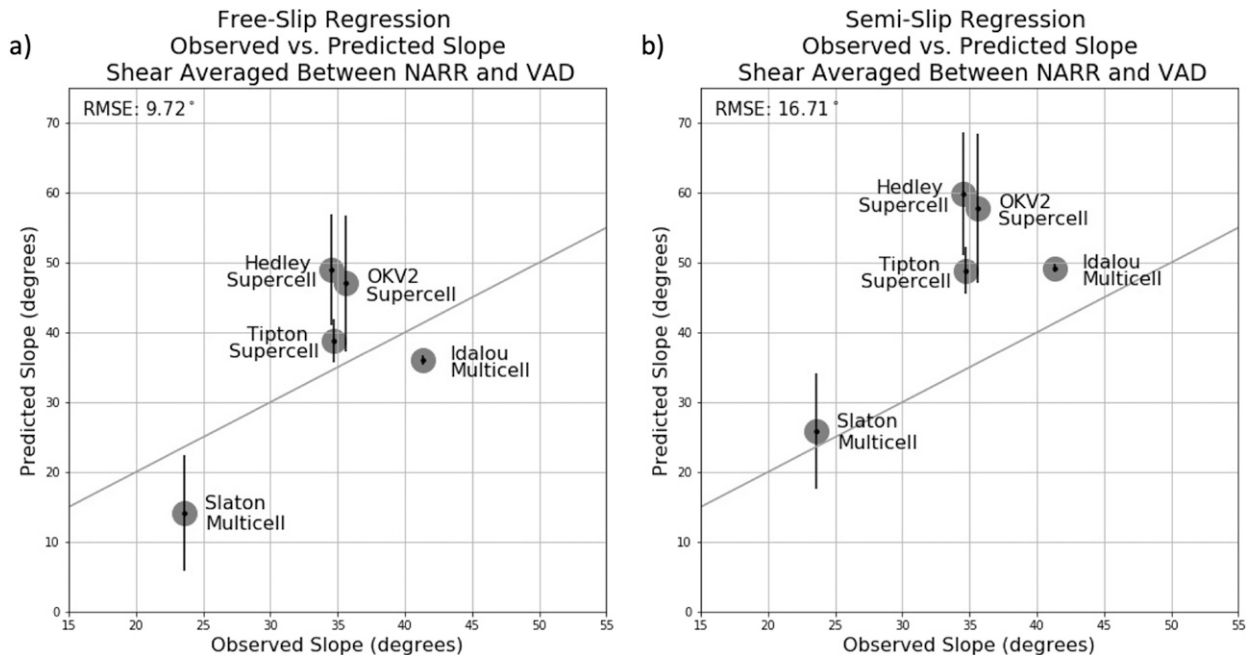 a)
Free-Slip Regression
Observed vs. Predicted Slope
Shear Averaged Between NARR and VAD
RMSE: 9.72°
Predicted Slope (degrees)
70
60
50
40
30
20
10
0
Hedley
Supercell
OKV2
Supercell
Tipton
Supercell
Idalou
Multicell
Slaton
Multicell
15 20 25 30 35 40 45 50 55
Observed Slope (degrees)
b)
Semi-Slip Regression
Observed vs. Predicted Slope
Shear Averaged Between NARR and VAD
RMSE: 16.71°
Predicted Slope (degrees)
70
60
50
40
30
20
10
0
Hedley
Supercell
OKV2
Supercell
Tipton
Supercell
Idalou
Multicell
Slaton
Multicell
15 20 25 30 35 40 45 50 55
Observed Slope (degrees)